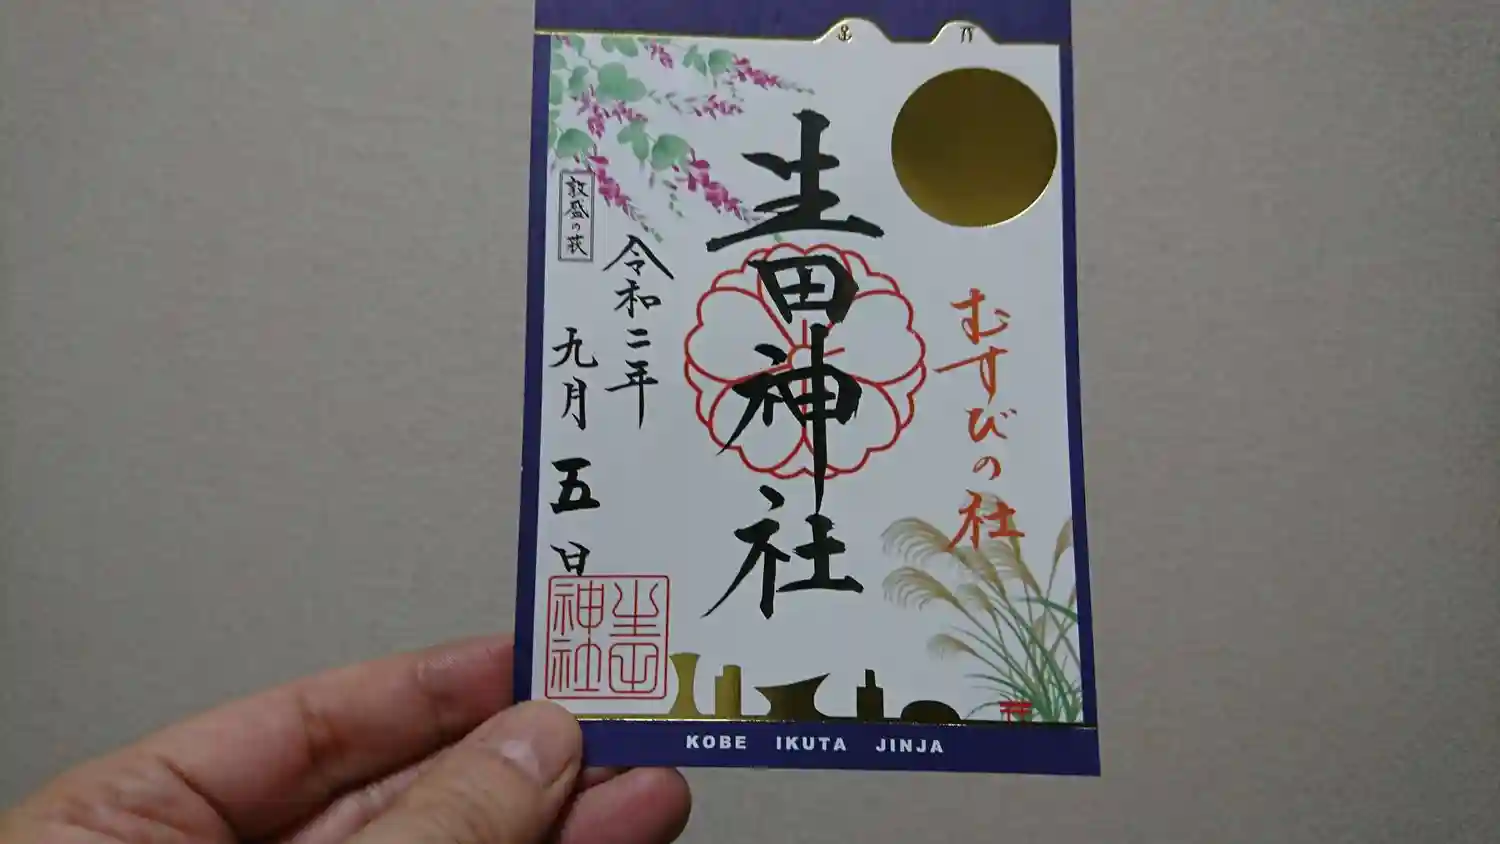 むすびの社
生田神社
令和二年
九月五日
敦盛の萩
生田
神社
KOBE IKUTA JINJA